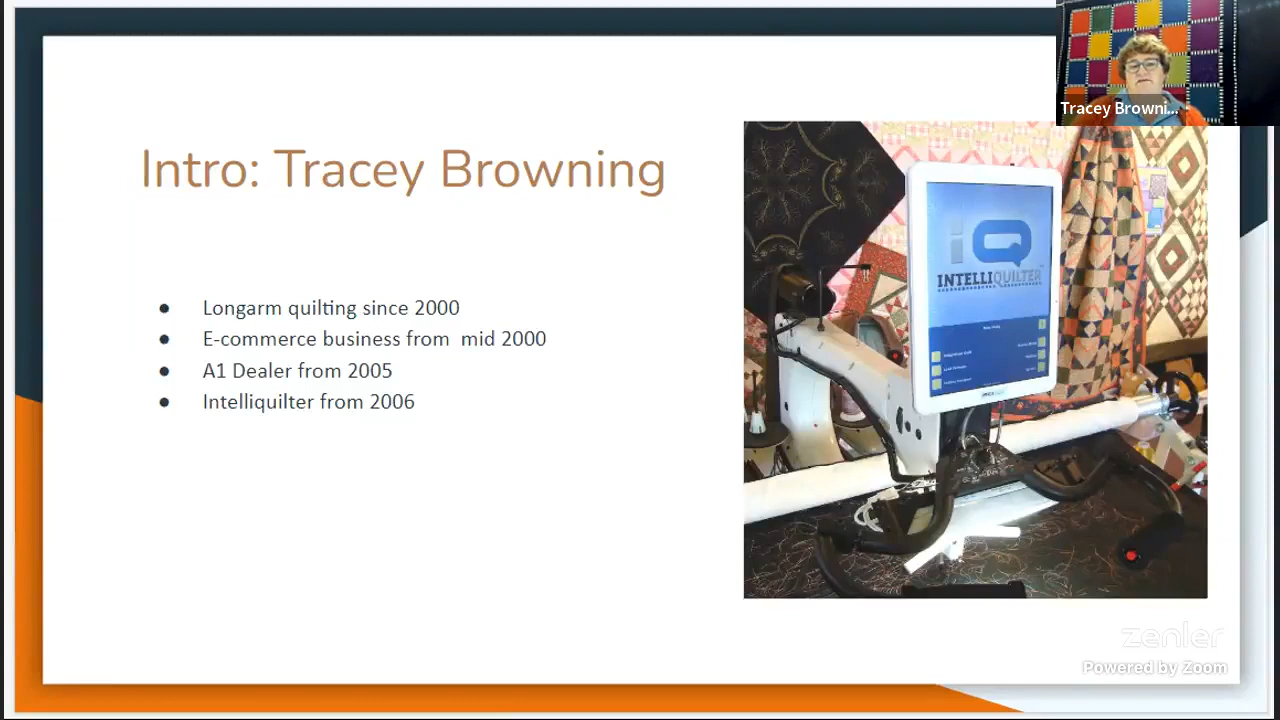 Tracey Browni...
Intro: Tracey Browning
● Longarm quilting since 2000
● E-commerce business from mid 2000
● A1 Dealer from 2005
● Intelliquilter from 2006
iQ
INTELLIQUILTER
zenler
Powered by Zoom